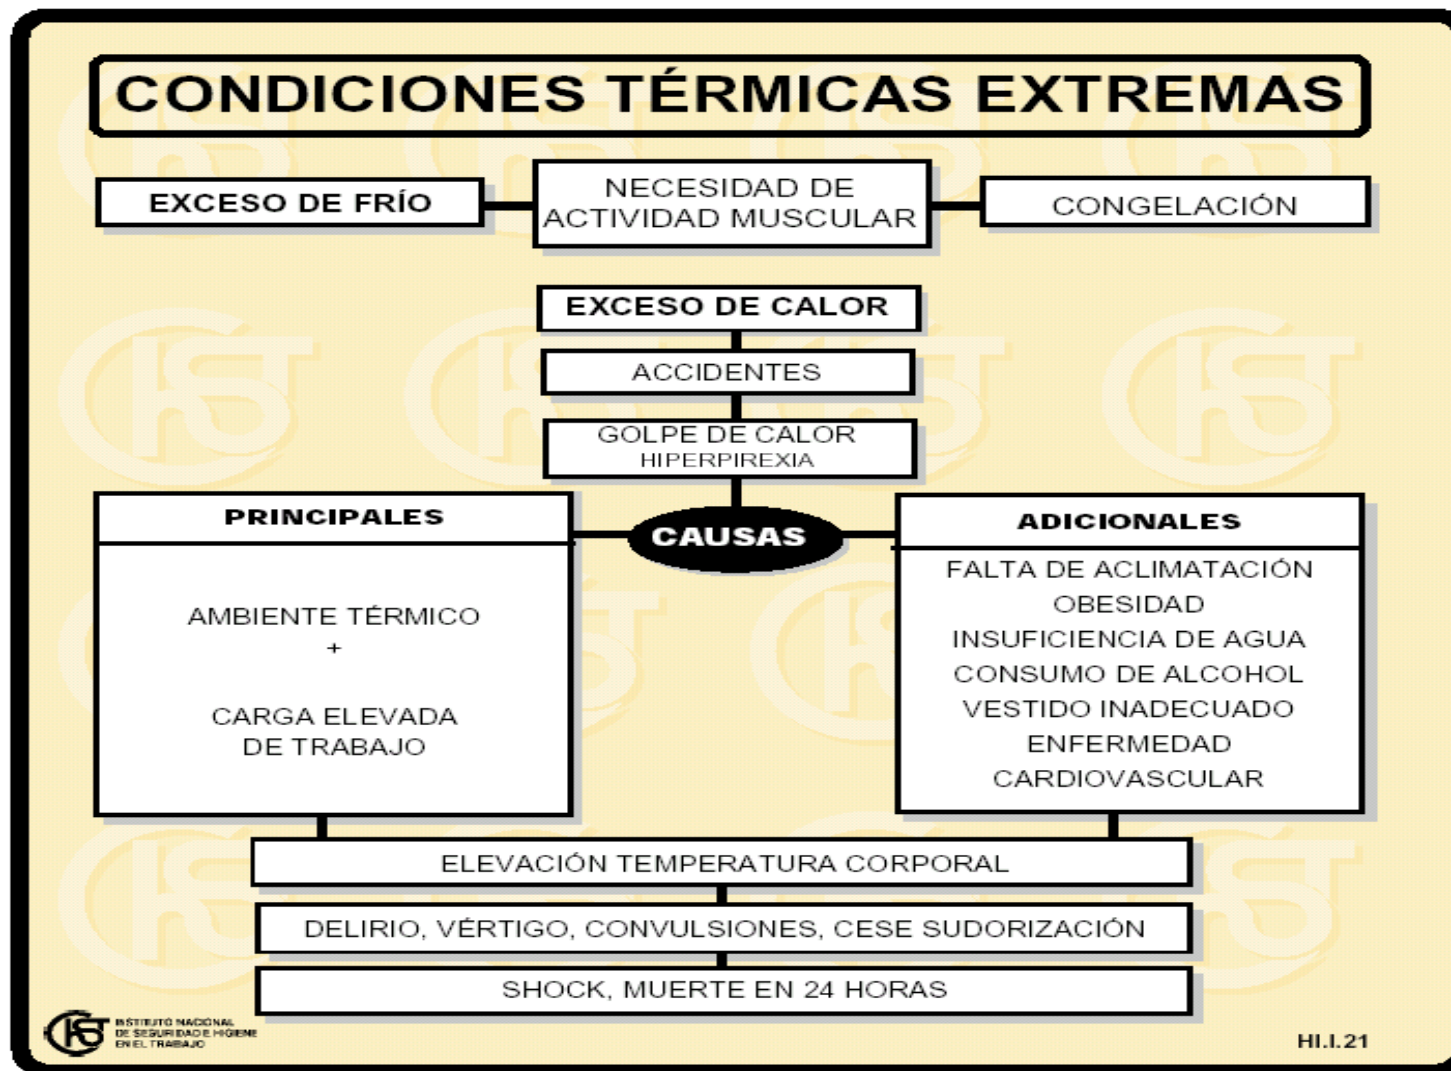 CONDICIONES TÉRMICAS EXTREMAS
EXCESO DE FRÍO
NECESIDAD DE
ACTIVIDAD MUSCULAR
CONGELACIÓN
EXCESO DE CALOR
ACCIDENTES
GOLPE DE CALOR
HIPERPIREXIA
CAUSAS
PRINCIPALES
AMBIENTE TÉRMICO
+
CARGA ELEVADA
DE TRABAJO
ADICIONALES
FALTA DE ACLIMATACIÓN
OBESIDAD
INSUFICIENCIA DE AGUA
CONSUMO DE ALCOHOL
VESTIDO INADECUADO
ENFERMEDAD
CARDIOVASCULAR
ELEVACIÓN TEMPERATURA CORPORAL
DELIRIO, VÉRTIGO, CONVULSIONES, CESE SUDORIZACIÓN
SHOCK, MUERTE EN 24 HORAS
INSTITUTO NACIONAL
DE SEGURIDAD E HIGIENE
EN EL TRABAJO
HI.I.21